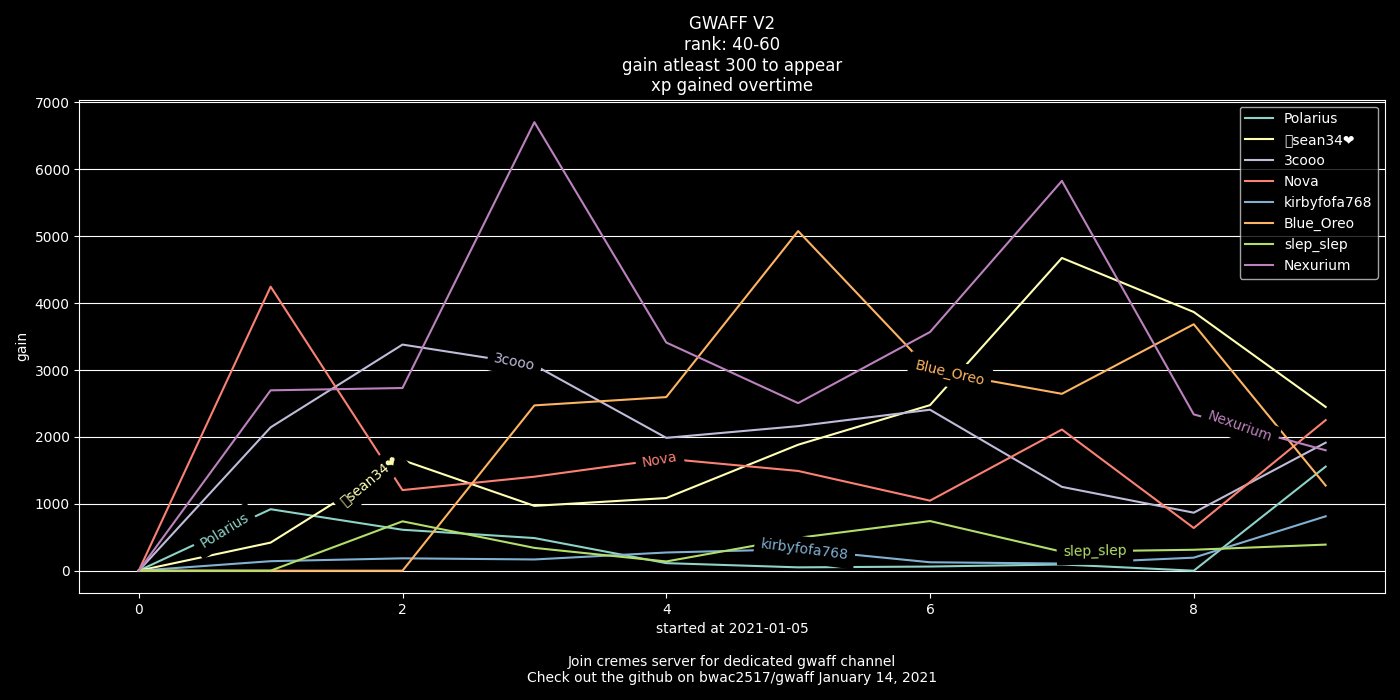 GWAFF V2
rank: 40-60
gain atleast 300 to appear
xp gained overtime
7000
6000
5000
4000
3000
2000
1000
0
gain
Polarius
sean34❤
3cooo
Nova
kirbyfofa768
Blue_Oreo
slep_slep
Nexurium
3cooo
Blue_Oreo
Nexurium
sean34❤
Nova
Polarius
kirbyfofa768
slep_slep
0 2 4 6 8
started at 2021-01-05
Join cremes server for dedicated gwaff channel
Check out the github on bwac2517/gwaff January 14, 2021